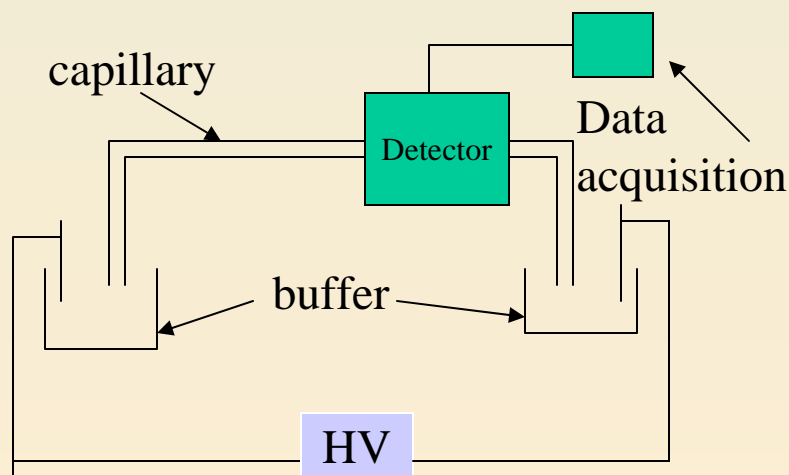 capillary
Detector
Data
acquisition
buffer
HV